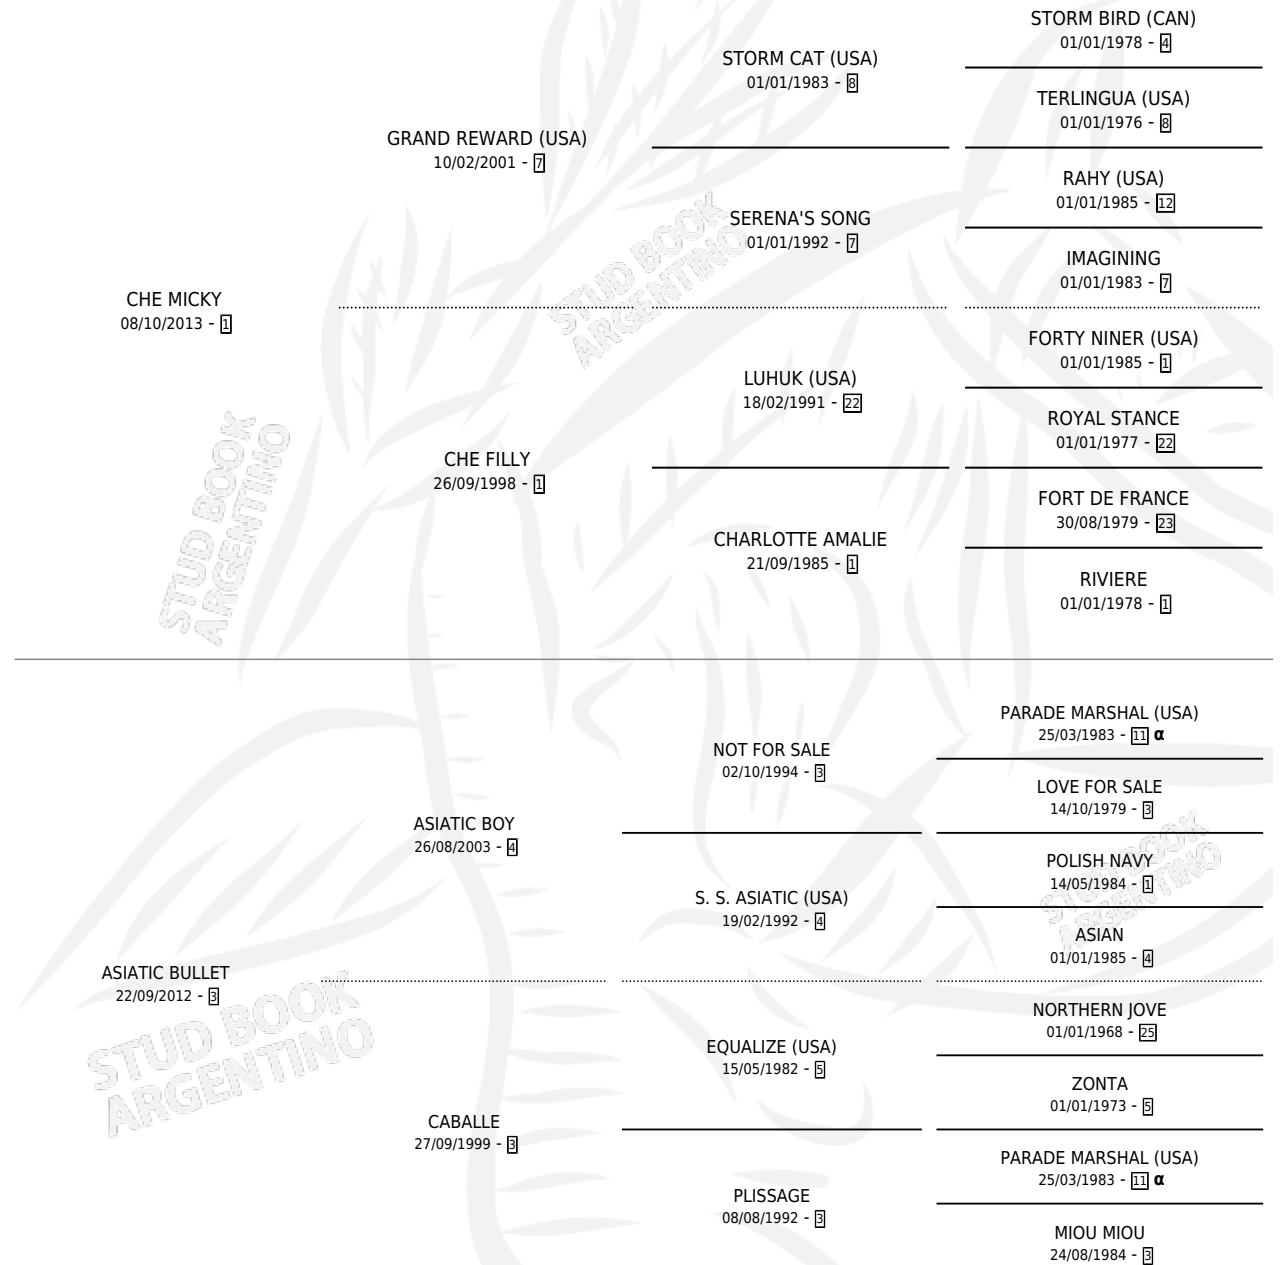 STORM BIRD (CAN)
01/01/1978 - 4
STORM CAT (USA)
01/01/1983 - 8
TERLINGUA (USA)
01/01/1976 - 8
GRAND REWARD (USA)
10/02/2001 - 7
RAHY (USA)
01/01/1985 - 12
SERENA'S SONG
01/01/1992 - 7
IMAGINING
01/01/1983 - 7
CHE MICKY
08/10/2013 - 1
FORTY NINER (USA)
01/01/1985 - 1
LUHUK (USA)
18/02/1991 - 22
ROYAL STANCE
01/01/1977 - 22
CHE FILLY
26/09/1998 - 1
FORT DE FRANCE
30/08/1979 - 23
CHARLOTTE AMALIE
21/09/1985 - 1
RIVIERE
01/01/1978 - 1
STUD BOOK
ARGENTINO
STUD BOOK
ARGENTINO
PARADE MARSHAL (USA)
25/03/1983 - 11 α
NOT FOR SALE
02/10/1994 - 3
LOVE FOR SALE
14/10/1979 - 3
ASIATIC BOY
26/08/2003 - 4
POLISH NAVY
14/05/1984 - 1
S. S. ASIATIC (USA)
19/02/1992 - 4
ASIAN
01/01/1985 - 4
ASIATIC BULLET
22/09/2012 - 3
NORTHERN JOVE
01/01/1968 - 25
EQUALIZE (USA)
15/05/1982 - 5
ZONTA
01/01/1973 - 5
CABALLE
27/09/1999 - 3
PARADE MARSHAL (USA)
25/03/1983 - 11 α
PLISSAGE
08/08/1992 - 3
MIOU MIOU
24/08/1984 - 3
STUD BOOK
ARGENTINO
STUD BOOK
ARGENTINO